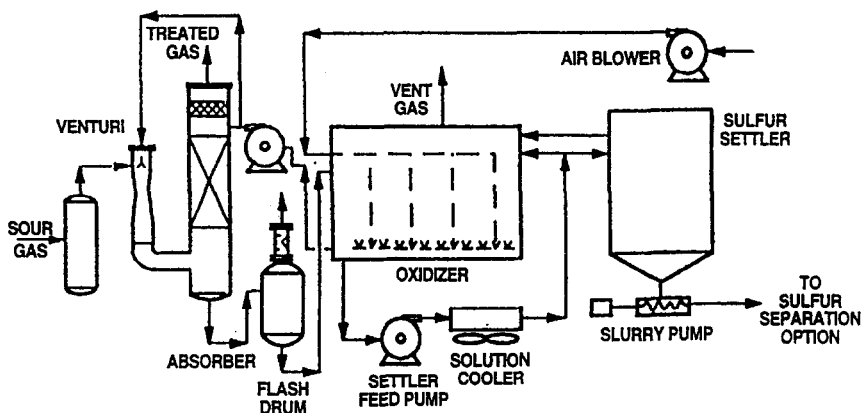 TREATED
GAS
AIR BLOWER
VENT
GAS
VENTURI
SULFUR
SETTLER
SOUR
GAS
OXIDIZER
TO
SULFUR
SEPARATION
OPTION
SLURRY PUMP
ABSORBER
SOLUTION
COOLER
FLASH
DRUM
SETTLER
FEED PUMP